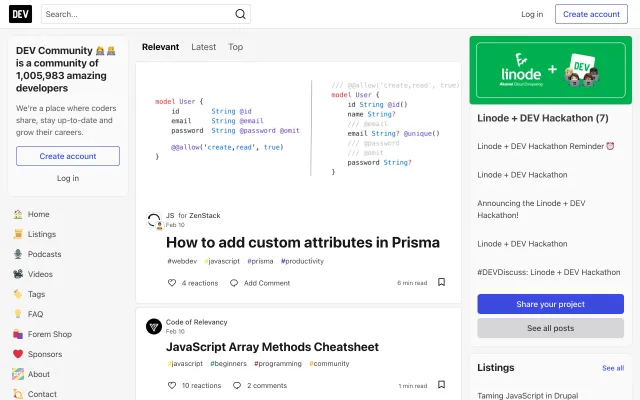 DEV
Search...
Log in
Create account
DEV Community
is a community of
1,005,983 amazing
developers
We're a place where coders
share, stay up-to-date and
grow their careers.
Create account
Log in
Home
Listings
Podcasts
Videos
Tags
FAQ
Forem Shop
Sponsors
About
Contact
Relevant
Latest
Top
model User {
id String @id
email String @email
password String @password @omit
@@allow('create,read', true)
}
/// @@allow('create,read', true)
model User {
id String @id()
name String?
/// @email
email String? @unique()
/// @password
/// @omit
password String?
}
JS for ZenStack
Feb 10
How to add custom attributes in Prisma
#webdev #javascript #prisma #productivity
4 reactions
Add Comment
6 min read
Code of Relevancy
Feb 10
JavaScript Array Methods Cheatsheet
#javascript #beginners #programming #community
10 reactions
2 comments
1 min read
linode
+
DEV
Linode + DEV Hackathon (7)
Linode + DEV Hackathon Reminder ⏰
Linode + DEV Hackathon
Announcing the Linode + DEV
Hackathon!
Linode + DEV Hackathon
#DEVDiscuss: Linode + DEV Hackathon
Share your project
See all posts
Listings
See all
Taming JavaScript in Drupal